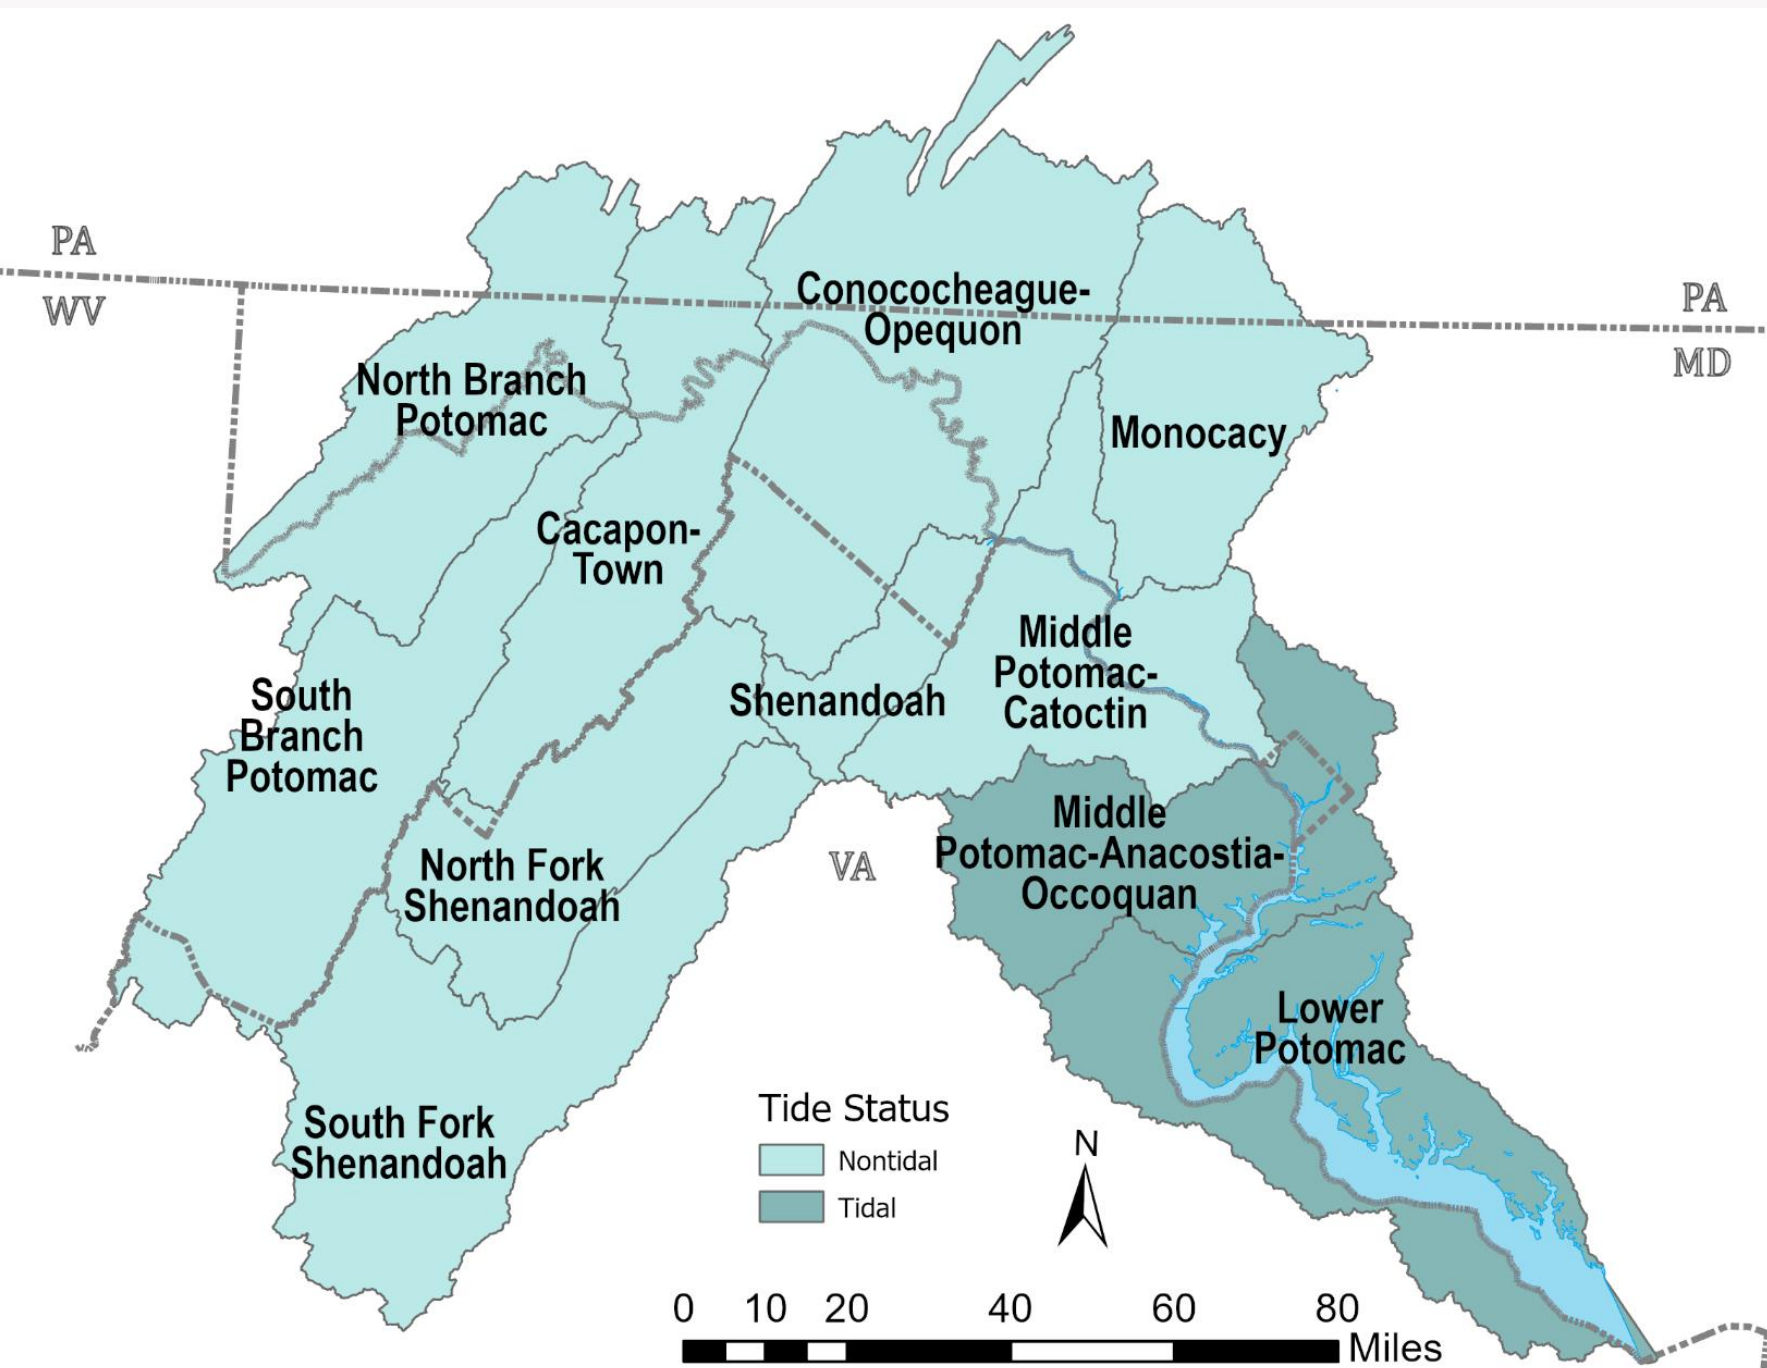 PA
WV
PA
MD
Conococheague-
Opequon
North Branch
Potomac
Monocacy
Cacapon-
Town
Middle
Potomac-
Catoctin
South
Branch
Potomac
Shenandoah
Middle
Potomac-Anacostia-
Occoquan
North Fork
Shenandoah
VA
Lower
Potomac
South Fork
Shenandoah
Tide Status
Nontidal
Tidal
N
0 10 20 40 60 80
Miles